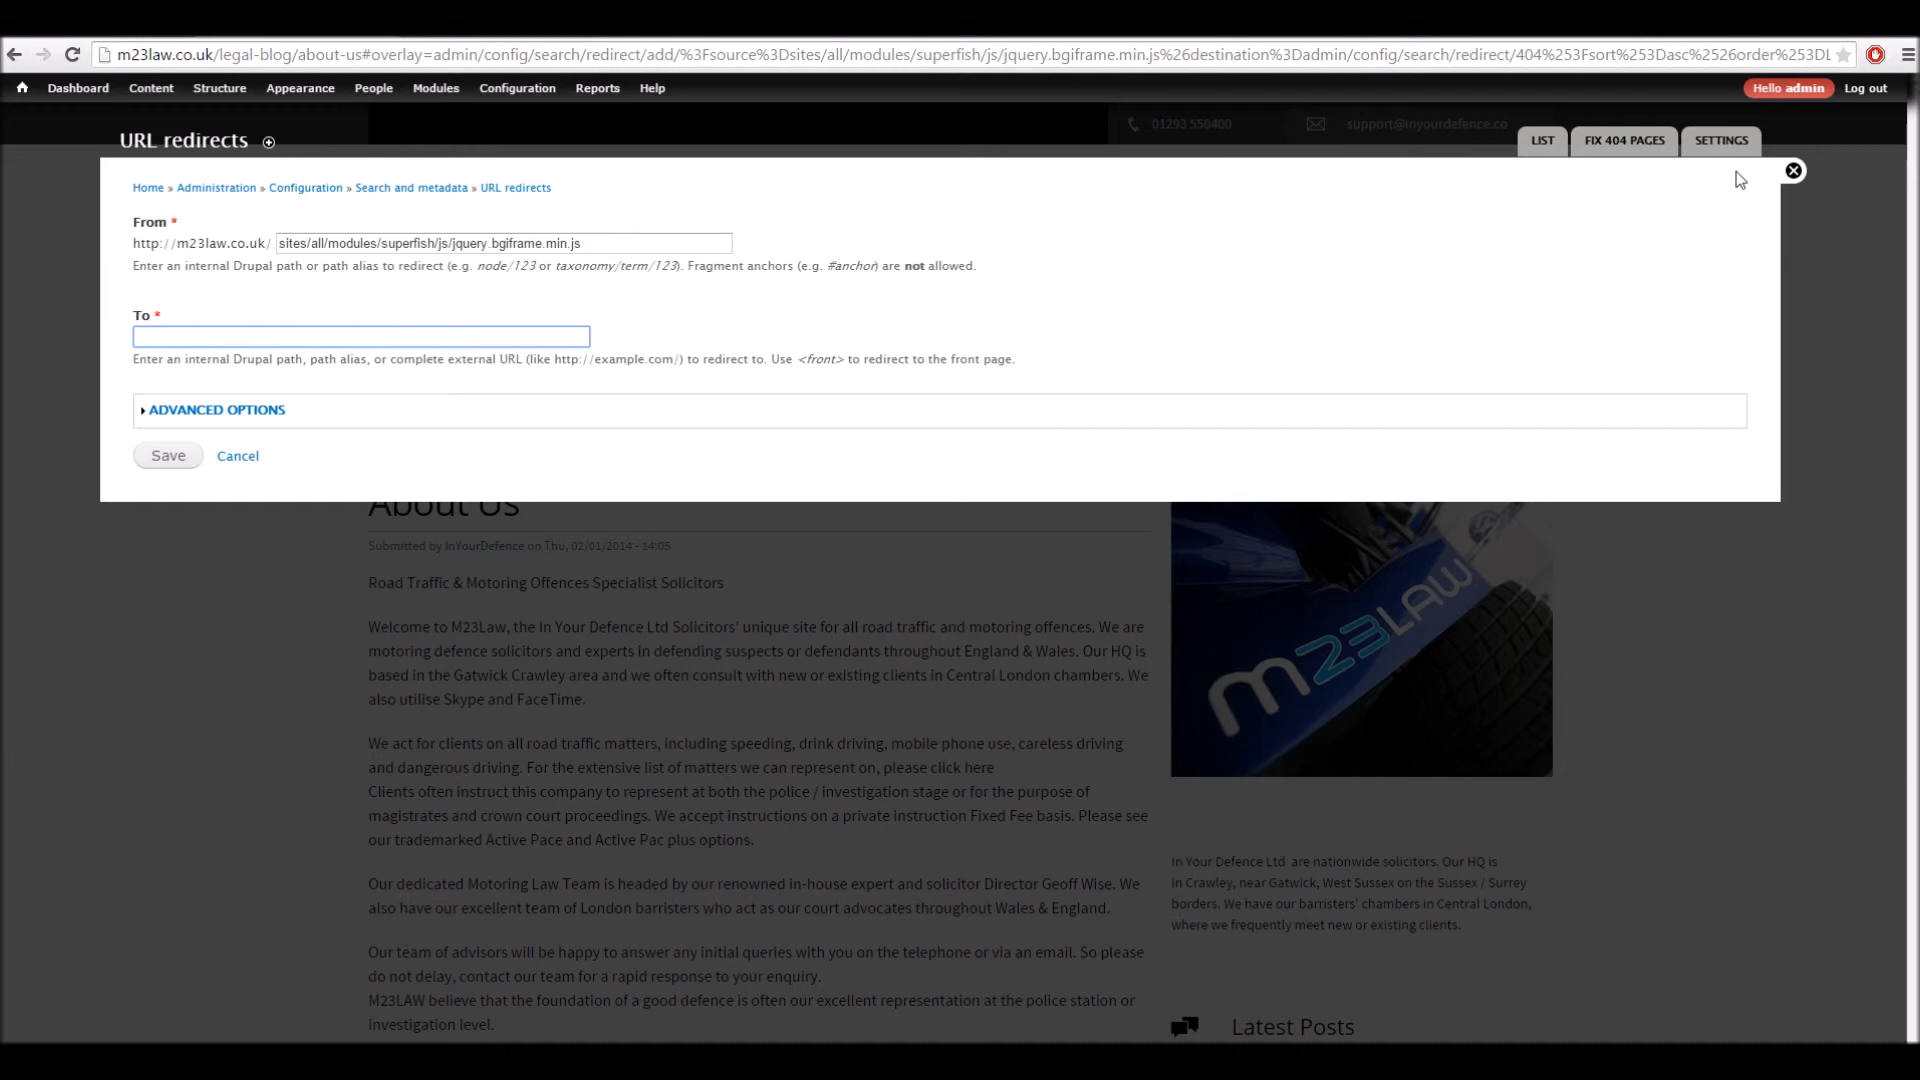 m23law.co.uk/legal-blog/about-us#overlay=admin/config/search/redirect/add/%3Fsource%3Dsites/all/modules/superfish/js/jquery.bgiframe.min.js%26destination%3Dadmin/config/search/redirect/404%253Fsort%253Dasc%2526order%253DL
Dashboard Content Structure Appearance People Modules Configuration Reports Help Hello admin Log out
01293 550400 support@inyourdefence.co
URL redirects LIST FIX 404 PAGES SETTINGS
Home » Administration » Configuration » Search and metadata » URL redirects
From *
http://m23law.co.uk/ sites/all/modules/superfish/js/jquery.bgiframe.min.js
Enter an internal Drupal path or path alias to redirect (e.g. node/123 or taxonomy/term/123). Fragment anchors (e.g. #anchor) are not allowed.
To *
Enter an internal Drupal path, path alias, or complete external URL (like http://example.com/) to redirect to. Use <front> to redirect to the front page.
ADVANCED OPTIONS
Save Cancel
About Us
Submitted by InYourDefence on Thu, 02/01/2014 - 14:05
Road Traffic & Motoring Offences Specialist Solicitors
Welcome to M23Law, the In Your Defence Ltd Solicitors' unique site for all road traffic and motoring offences. We are
motoring defence solicitors and experts in defending suspects or defendants throughout England & Wales. Our HQ is
based in the Gatwick Crawley area and we often consult with new or existing clients in Central London chambers. We
also utilise Skype and FaceTime.
We act for clients on all road traffic matters, including speeding, drink driving, mobile phone use, careless driving
and dangerous driving. For the extensive list of matters we can represent on, please click here
Clients often instruct this company to represent at both the police / investigation stage or for the purpose of
magistrates and crown court proceedings. We accept instructions on a private instruction Fixed Fee basis. Please see
our trademarked Active Pace and Active Pac plus options.
Our dedicated Motoring Law Team is headed by our renowned in-house expert and solicitor Director Geoff Wise. We
also have our excellent team of London barristers who act as our court advocates throughout Wales & England.
Our team of advisors will be happy to answer any initial queries with you on the telephone or via an email. So please
do not delay, contact our team for a rapid response to your enquiry.
M23LAW believe that the foundation of a good defence is often our excellent representation at the police station or
investigation level.
m23LAW
In Your Defence Ltd are nationwide solicitors. Our HQ is
in Crawley, near Gatwick, West Sussex on the Sussex / Surrey
borders. We have our barristers' chambers in Central London,
where we frequently meet new or existing clients.
Latest Posts